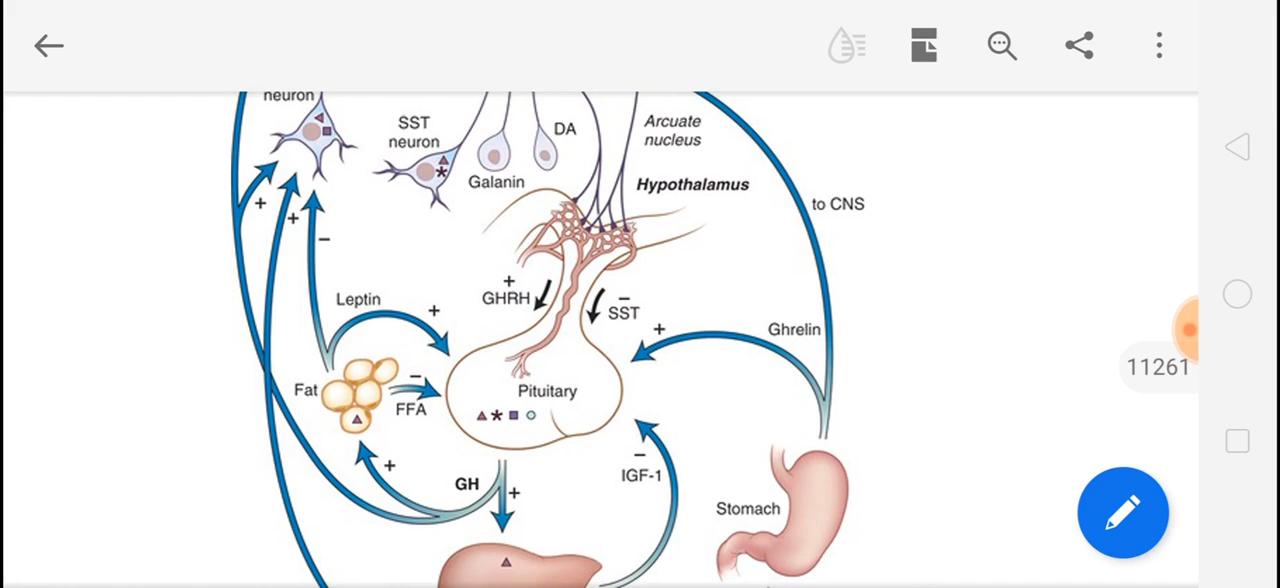 neuron
SST
neuron
DA
Galanin
Arcuate
nucleus
Hypothalamus
to CNS
+
+
−
+
GHRH
−
SST
Leptin
+
+
Ghrelin
Fat
−
FFA
Pituitary
+
GH
+
−
IGF-1
Stomach
11261